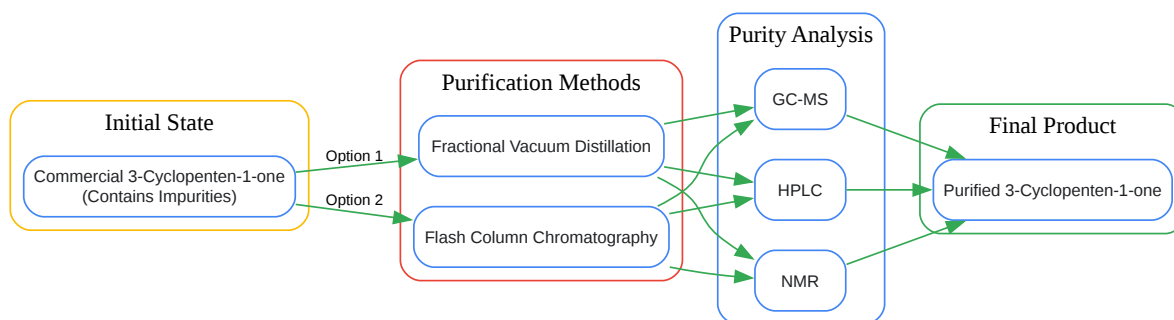 Initial State
Commercial 3-Cyclopenten-1-one
(Contains Impurities)
Option 1
Option 2
Purification Methods
Fractional Vacuum Distillation
Flash Column Chromatography
Purity Analysis
GC-MS
HPLC
NMR
Final Product
Purified 3-Cyclopenten-1-one